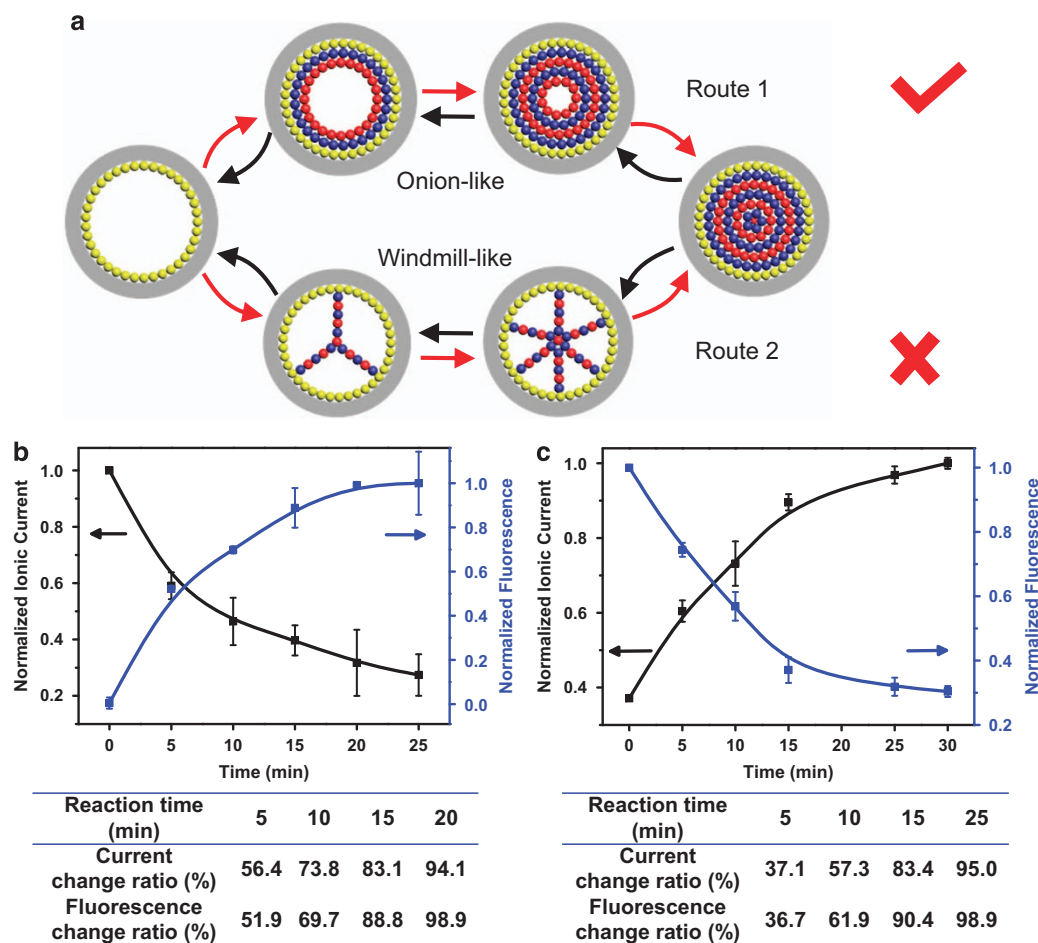 a
Route 1
Onion-like
Windmill-like
Route 2
b
Normalized Ionic Current
1.0
0.8
0.6
0.4
0.2
Normalized Fluorescence
1.0
0.8
0.6
0.4
0.2
0.0
0 5 10 15 20 25
Time (min)
Reaction time
(min)
5 10 15 20
Current
change ratio (%)
56.4 73.8 83.1 94.1
Fluorescence
change ratio (%)
51.9 69.7 88.8 98.9
c
Normalized Ionic Current
1.0
0.8
0.6
0.4
Normalized Fluorescence
1.0
0.8
0.6
0.4
0.2
0 5 10 15 20 25 30
Time (min)
Reaction time
(min)
5 10 15 25
Current
change ratio (%)
37.1 57.3 83.4 95.0
Fluorescence
change ratio (%)
36.7 61.9 90.4 98.9